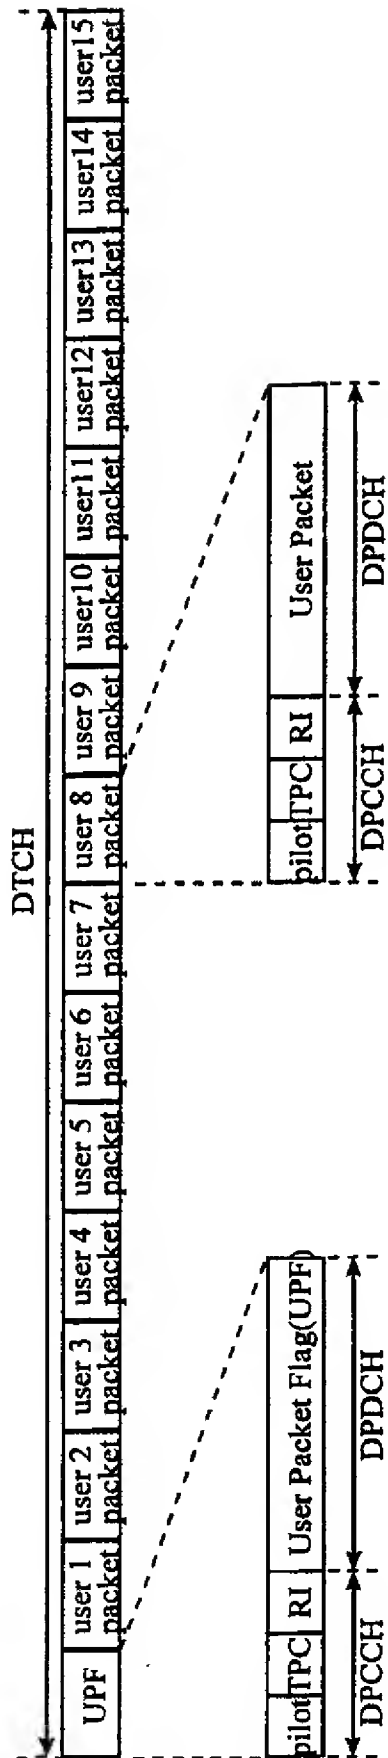 DTCH
UPF
user 1
packet
user 2
packet
user 3
packet
user 4
packet
user 5
packet
user 6
packet
user 7
packet
user 8
packet
user 9
packet
user10
packet
user11
packet
user12
packet
user13
packet
user14
packet
user15
packet
pilot TPC RI User Packet Flag(UPF)
DPCCH DPDCH
pilot TPC RI User Packet
DPCCH DPDCH